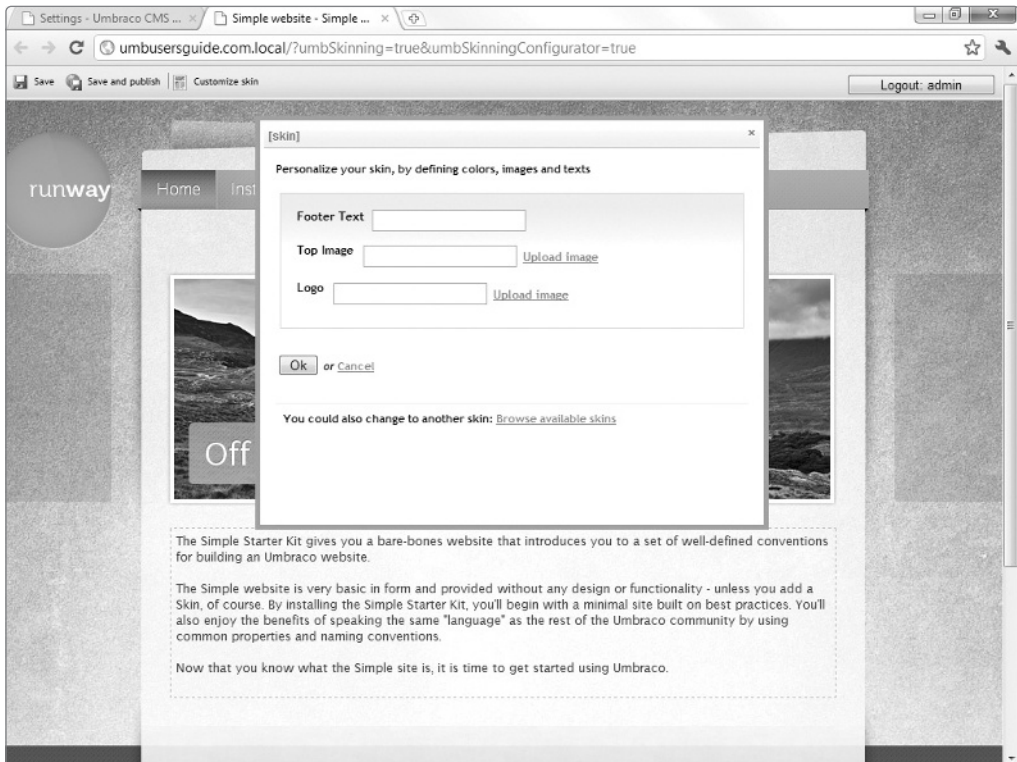 Settings - Umbraco CMS ...
Simple website - Simple ...
umbusersguide.com.local/?umbSkinning=true&umbSkinningConfigurator=true
Save
Save and publish
Customize skin
Logout: admin
runway
Home
Inst
[skin]
Personalize your skin, by defining colors, images and texts
Footer Text
Top Image
Upload image
Logo
Upload image
Ok or Cancel
You could also change to another skin: Browse available skins
Off
The Simple Starter Kit gives you a bare-bones website that introduces you to a set of well-defined conventions
for building an Umbraco website.
The Simple website is very basic in form and provided without any design or functionality - unless you add a
Skin, of course. By installing the Simple Starter Kit, you'll begin with a minimal site built on best practices. You'll
also enjoy the benefits of speaking the same "language" as the rest of the Umbraco community by using
common properties and naming conventions.
Now that you know what the Simple site is, it is time to get started using Umbraco.